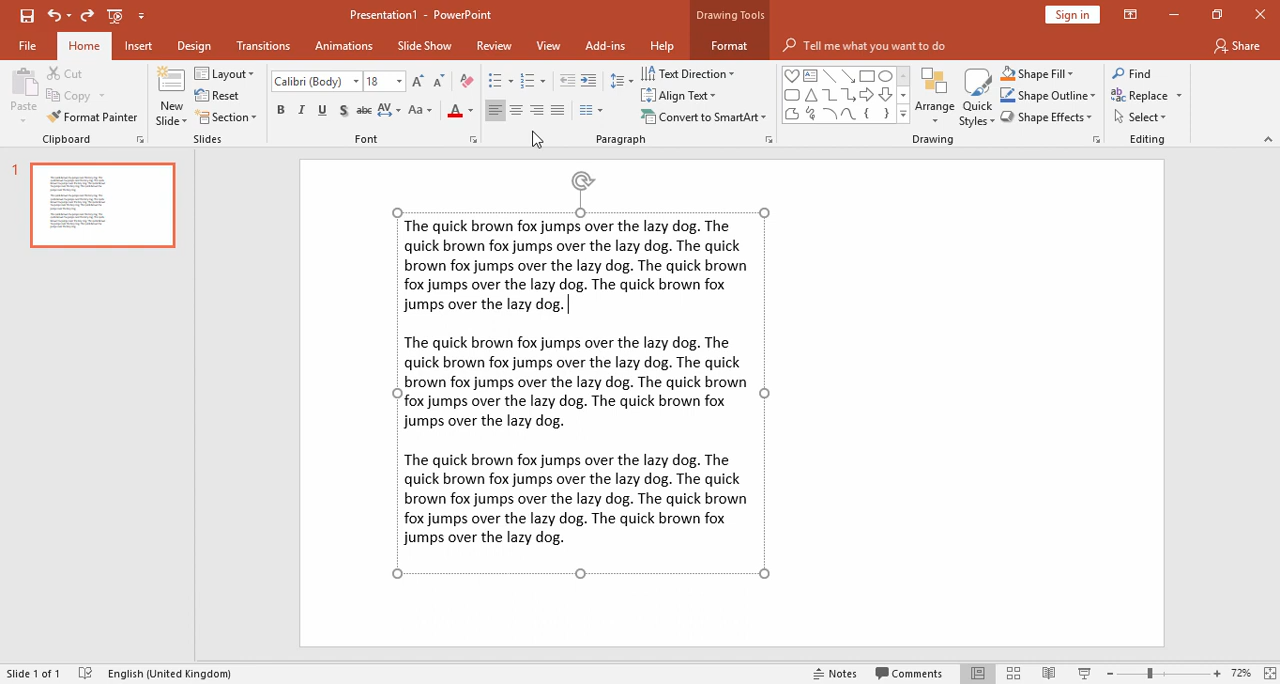 Presentation1 - PowerPoint
Drawing Tools
Sign in
File Home Insert Design Transitions Animations Slide Show Review View Add-ins Help Format Tell me what you want to do Share
Paste
Cut
Copy
Format Painter
Clipboard
New Slide
Layout
Reset
Section
Slides
Calibri (Body) 18
B I U S abc AV Aa A
Font
Text Direction
Align Text
Convert to SmartArt
Paragraph
Arrange
Quick Styles
Shape Fill
Shape Outline
Shape Effects
Drawing
Find
Replace
Select
Editing
1
The quick brown fox jumps over the lazy dog. The
quick brown fox jumps over the lazy dog. The quick
brown fox jumps over the lazy dog. The quick brown
fox jumps over the lazy dog. The quick brown fox
jumps over the lazy dog.
The quick brown fox jumps over the lazy dog. The
quick brown fox jumps over the lazy dog. The quick
brown fox jumps over the lazy dog. The quick brown
fox jumps over the lazy dog. The quick brown fox
jumps over the lazy dog.
The quick brown fox jumps over the lazy dog. The
quick brown fox jumps over the lazy dog. The quick
brown fox jumps over the lazy dog. The quick brown
fox jumps over the lazy dog. The quick brown fox
jumps over the lazy dog.
Slide 1 of 1 English (United Kingdom) Notes Comments 72%